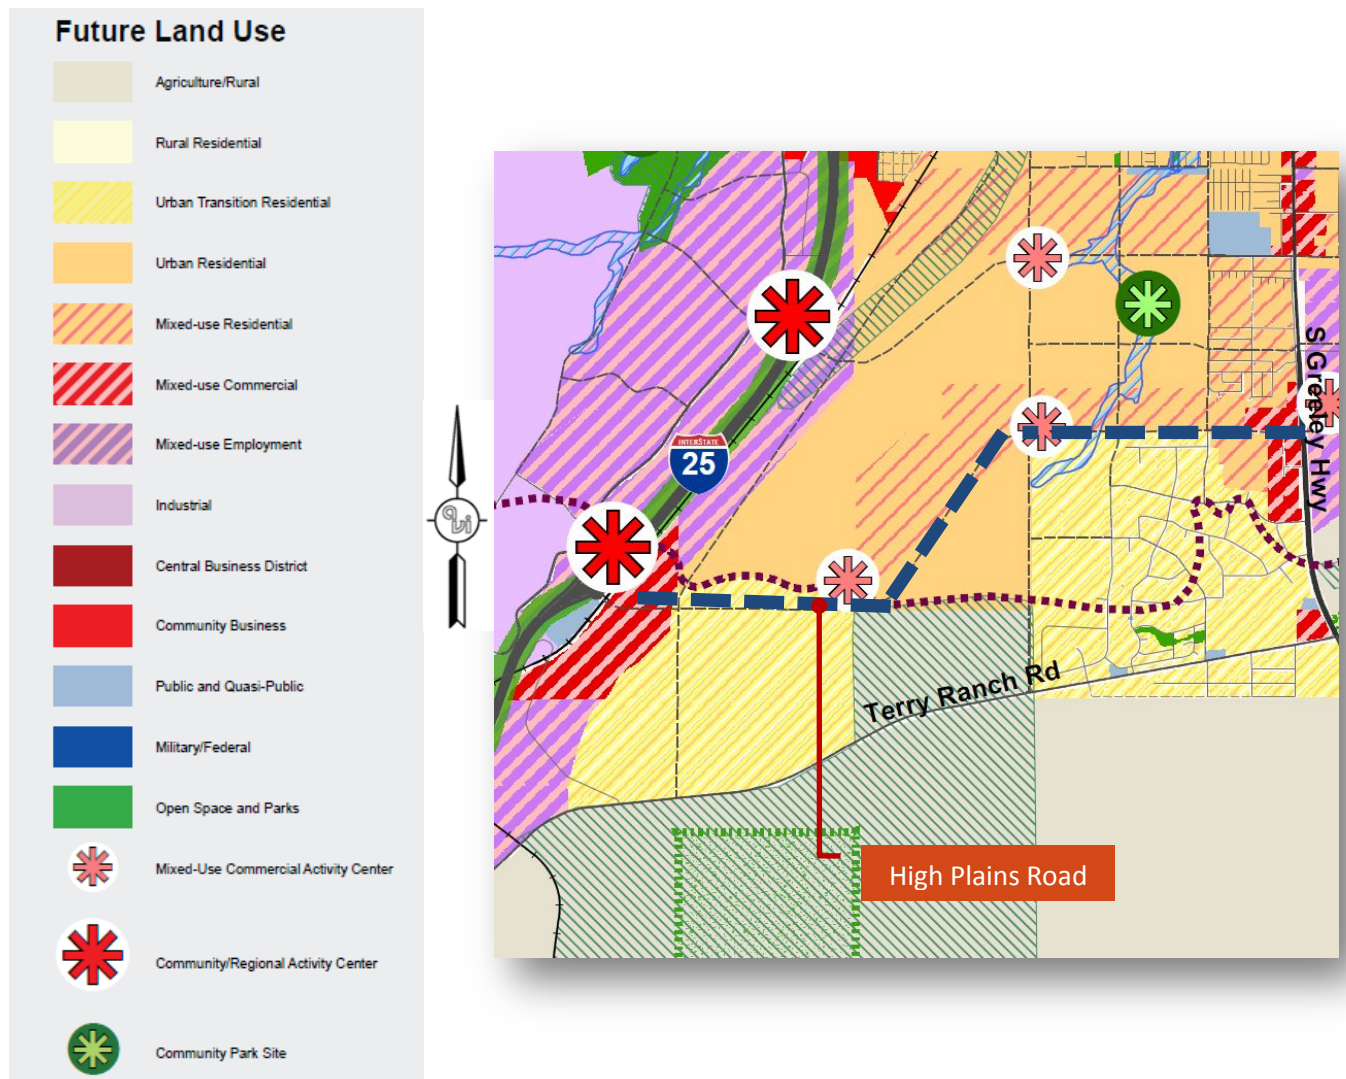 Future Land Use
Agriculture/Rural
Rural Residential
Urban Transition Residential
Urban Residential
Mixed-use Residential
Mixed-use Commercial
Mixed-use Employment
Industrial
Central Business District
Community Business
Public and Quasi-Public
Military/Federal
Open Space and Parks
Mixed-Use Commercial Activity Center
Community/Regional Activity Center
Community Park Site
INTERSTATE
25
S Greeley Hwy
Terry Ranch Rd
High Plains Road